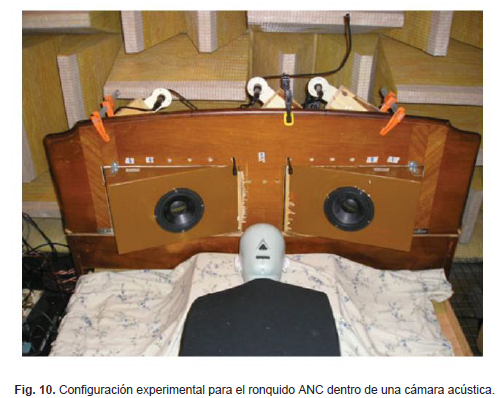 Fig. 10. Configuración experimental para el ronquido ANC dentro de una cámara acústica.